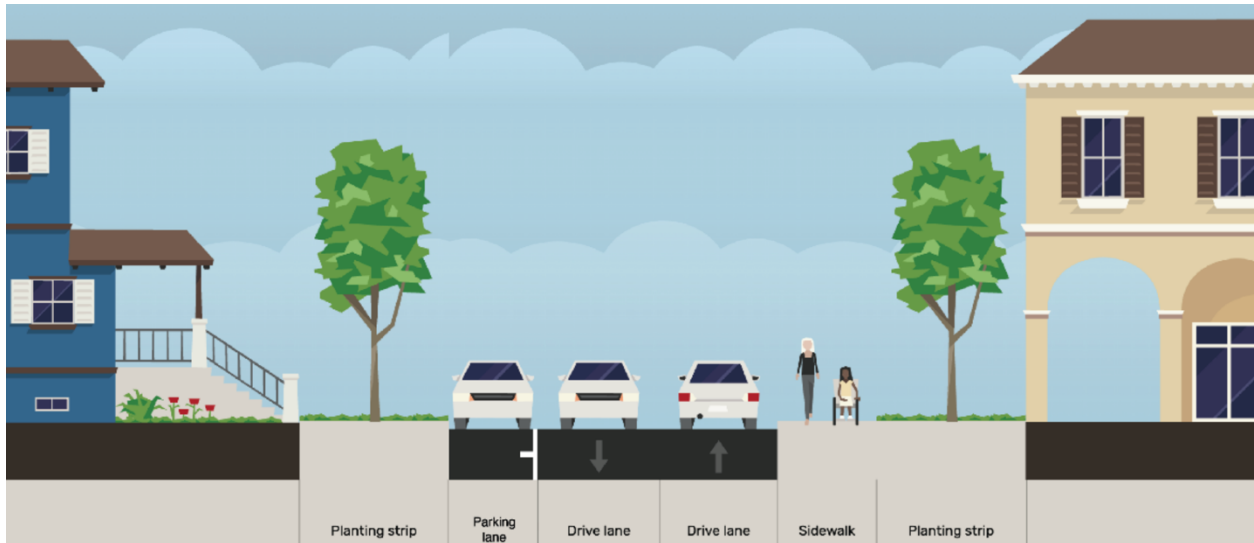 Planting strip
Parking
lane
Drive lane
Drive lane
Sidewalk
Planting strip